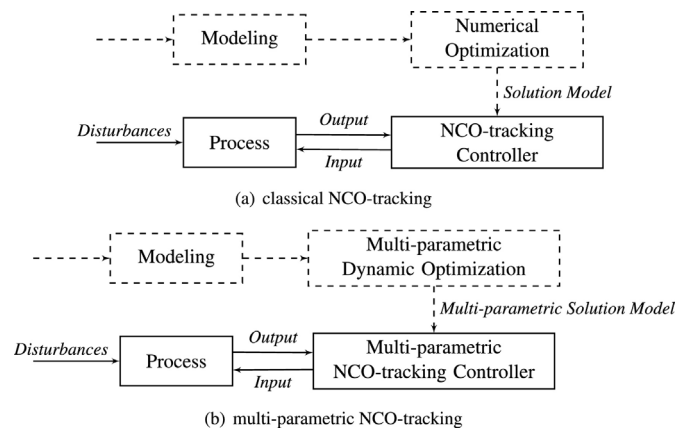 Modeling
Numerical
Optimization
Solution Model
Disturbances
Process
Output
Input
NCO-tracking
Controller
(a) classical NCO-tracking
Modeling
Multi-parametric
Dynamic Optimization
Multi-parametric Solution Model
Disturbances
Process
Output
Input
Multi-parametric
NCO-tracking Controller
(b) multi-parametric NCO-tracking